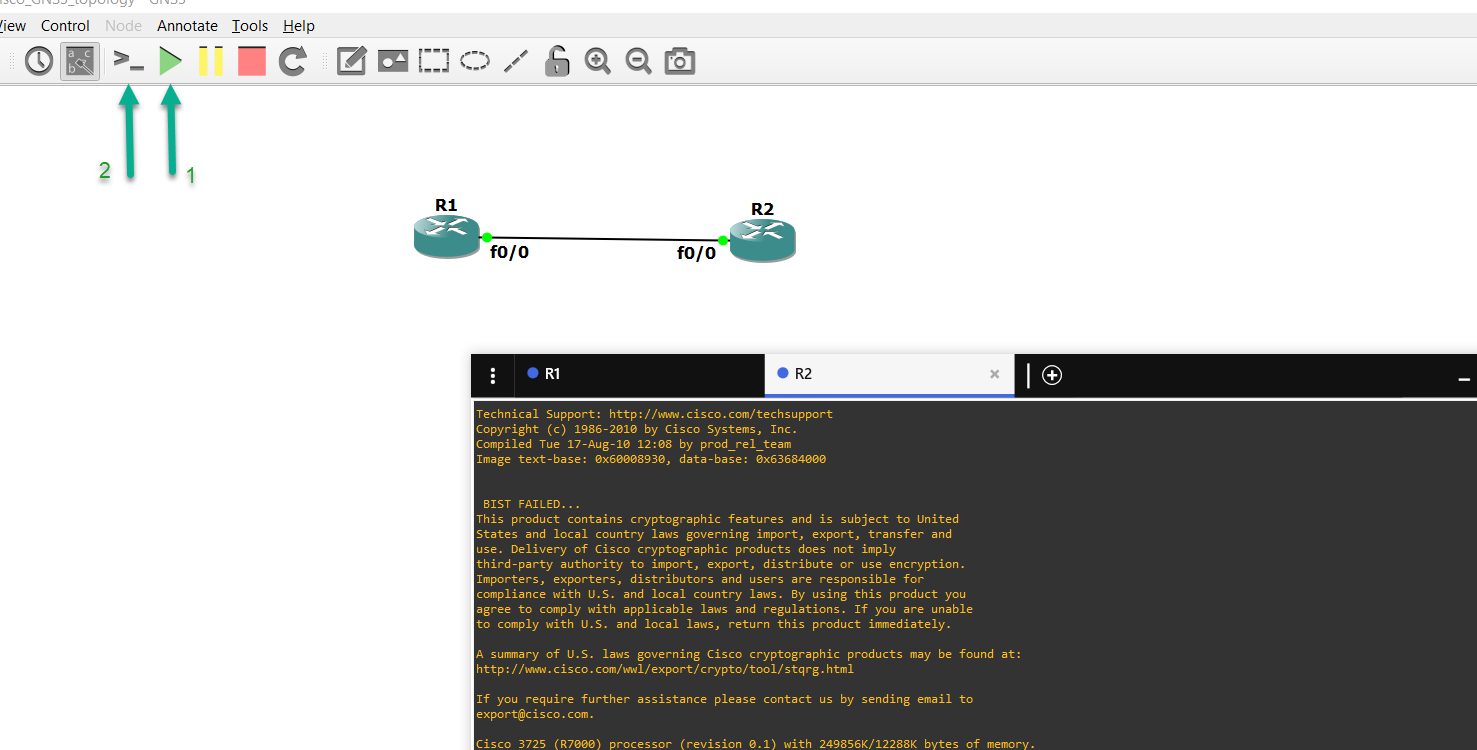 Cisco_GNS3_topology - GNS3
View Control Node Annotate Tools Help
a c
b
>_
2
1
R1
R2
f0/0
f0/0
R1
R2
Technical Support: http://www.cisco.com/techsupport
Copyright (c) 1986-2010 by Cisco Systems, Inc.
Compiled Tue 17-Aug-10 12:08 by prod_rel_team
Image text-base: 0x60008930, data-base: 0x63684000
BIST FAILED...
This product contains cryptographic features and is subject to United
States and local country laws governing import, export, transfer and
use. Delivery of Cisco cryptographic products does not imply
third-party authority to import, export, distribute or use encryption.
Importers, exporters, distributors and users are responsible for
compliance with U.S. and local country laws. By using this product you
agree to comply with applicable laws and regulations. If you are unable
to comply with U.S. and local laws, return this product immediately.
A summary of U.S. laws governing Cisco cryptographic products may be found at:
http://www.cisco.com/wwl/export/crypto/tool/stqrg.html
If you require further assistance please contact us by sending email to
export@cisco.com.
Cisco 3725 (R7000) processor (revision 0.1) with 249856K/12288K bytes of memory.